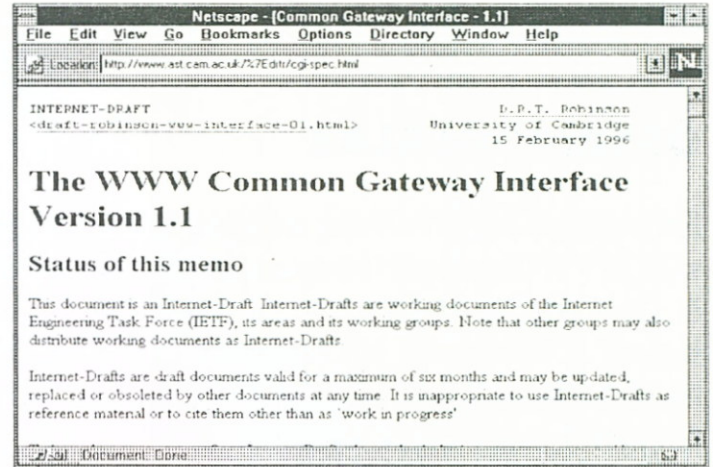 Netscape - [Common Gateway Interface - 1.1]
File Edit View Go Bookmarks Options Directory Window Help
Location: http://www.ast.cam.ac.uk/%7Edrtr/cgi-spec.html
N
INTERNET-DRAFT D.R.T. Robinson
<draft-robinson-www-interface-01.html> University of Cambridge
15 February 1996
The WWW Common Gateway Interface
Version 1.1
Status of this memo
This document is an Internet-Draft. Internet-Drafts are working documents of the Internet
Engineering Task Force (IETF), its areas and its working groups. Note that other groups may also
distribute working documents as Internet-Drafts.
Internet-Drafts are draft documents valid for a maximum of six months and may be updated,
replaced or obsoleted by other documents at any time. It is inappropriate to use Internet-Drafts as
reference material or to cite them other than as 'work in progress'
Document: Done